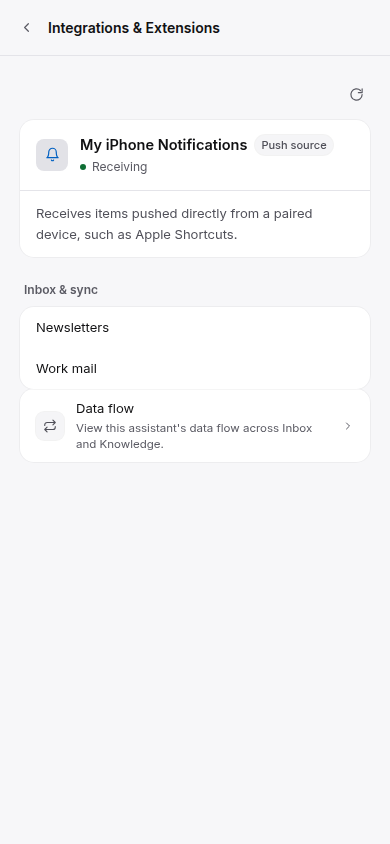 Integrations & Extensions
My iPhone Notifications Push source
Receiving
Receives items pushed directly from a paired
device, such as Apple Shortcuts.
Inbox & sync
Newsletters
Work mail
Data flow
View this assistant's data flow across Inbox
and Knowledge.